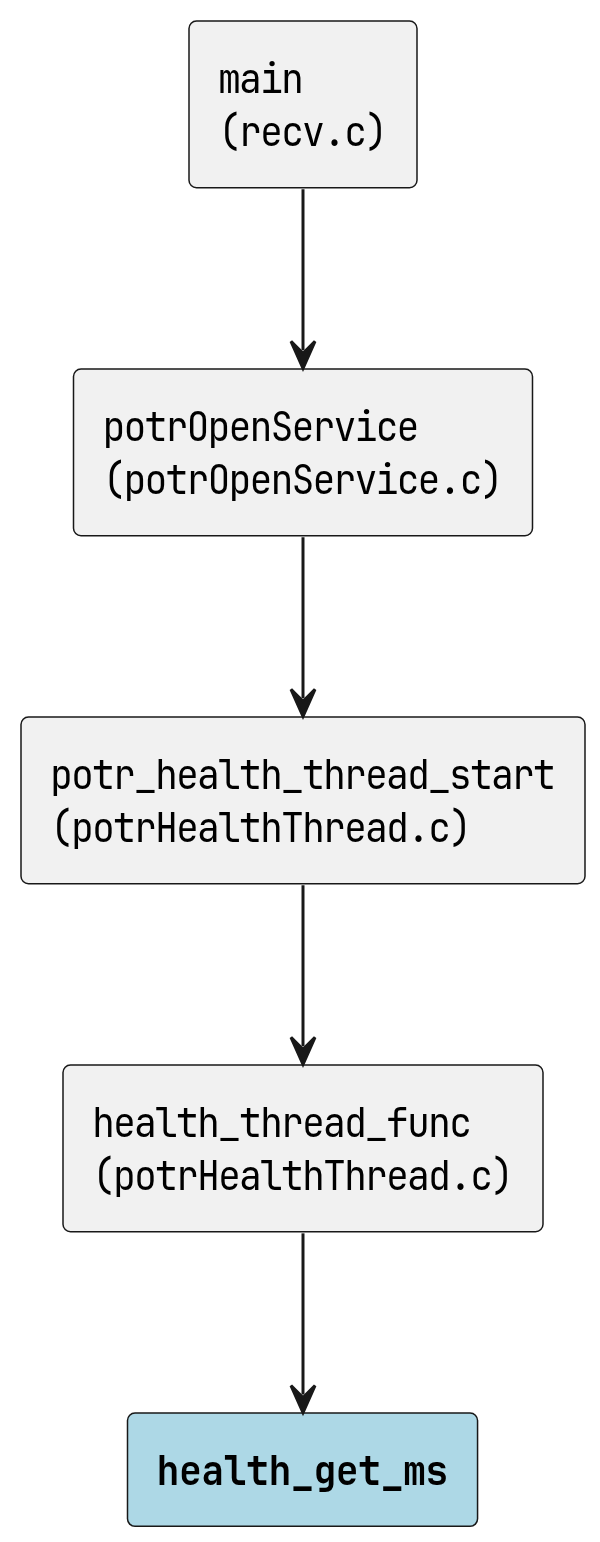 main
(recv.c)
potrOpenService
(potrOpenService.c)
potr_health_thread_start
(potrHealthThread.c)
health_thread_func
(potrHealthThread.c)
health_get_ms